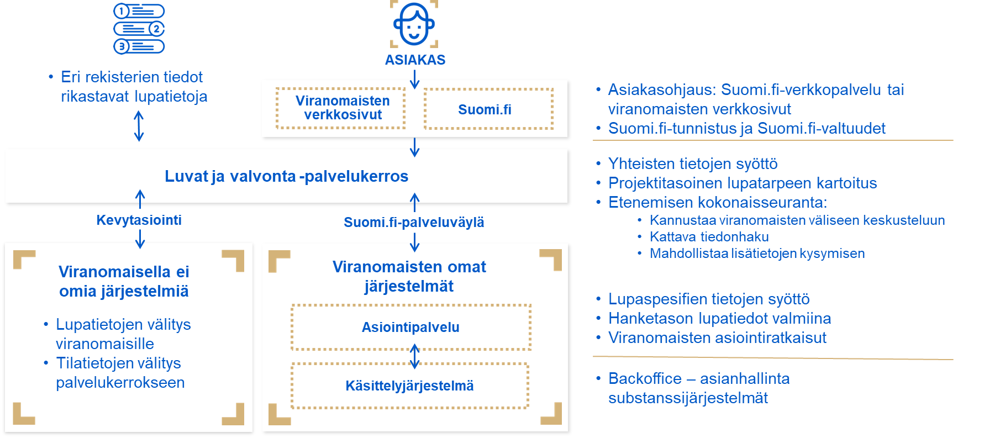 1
2
3
• Eri rekisterien tiedot
rikastavat lupatietoja
ASIAKAS
Viranomaisten
verkkosivut
Suomi.fi
Luvat ja valvonta -palvelukerros
Kevytasiointi
Suomi.fi-palveluväylä
Viranomaisella ei
omia järjestelmiä
• Lupatietojen välitys
viranomaisille
• Tilatietojen välitys
palvelukerrokseen
Viranomaisten omat
järjestelmät
Asiointipalvelu
Käsittelyjärjestelmä
• Asiakasohjaus: Suomi.fi-verkkopalvelu tai
viranomaisten verkkosivut
• Suomi.fi-tunnistus ja Suomi.fi-valtuudet
• Yhteisten tietojen syöttö
• Projektitasoinen lupatarpeen kartoitus
• Etenemisen kokonaisseuranta:
• Kannustaa viranomaisten väliseen keskusteluun
• Kattava tiedonhaku
• Mahdollistaa lisätietojen kysymisen
• Lupaspesifien tietojen syöttö
• Hanketason lupatiedot valmiina
• Viranomaisten asiointiratkaisut
• Backoffice – asianhallinta
substanssijärjestelmät